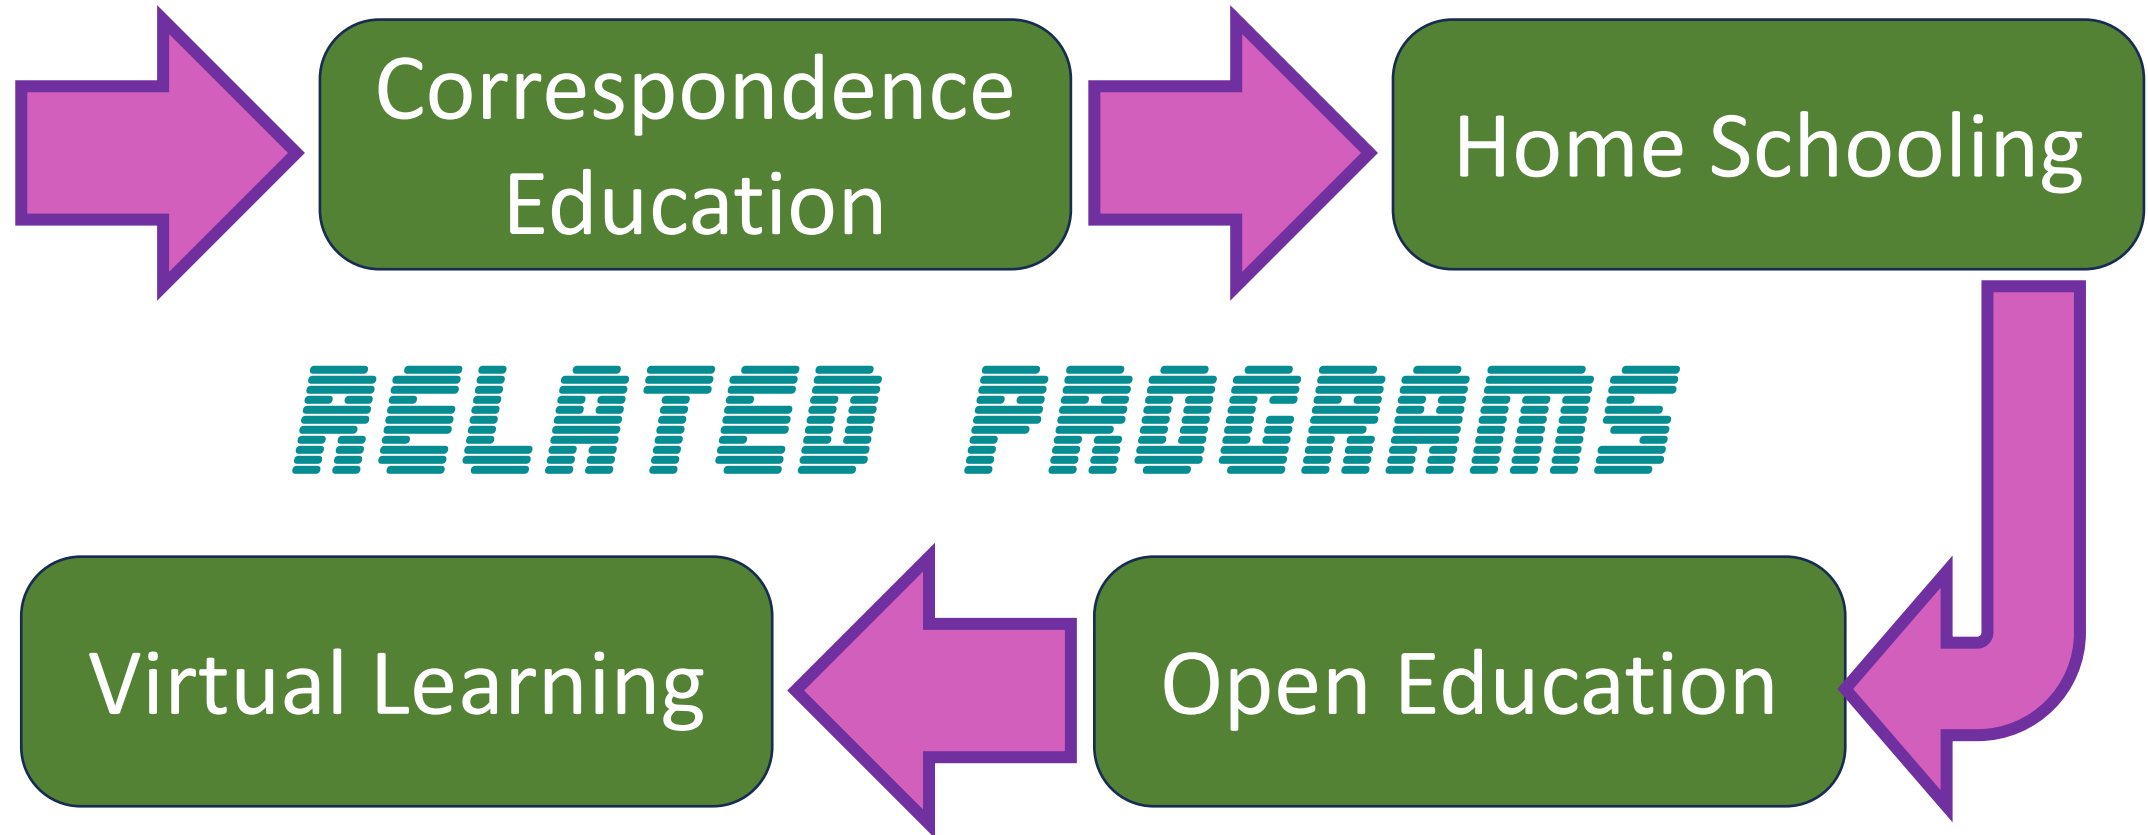 Correspondence
Education
Home Schooling
RELATED PROGRAMS
Virtual Learning
Open Education